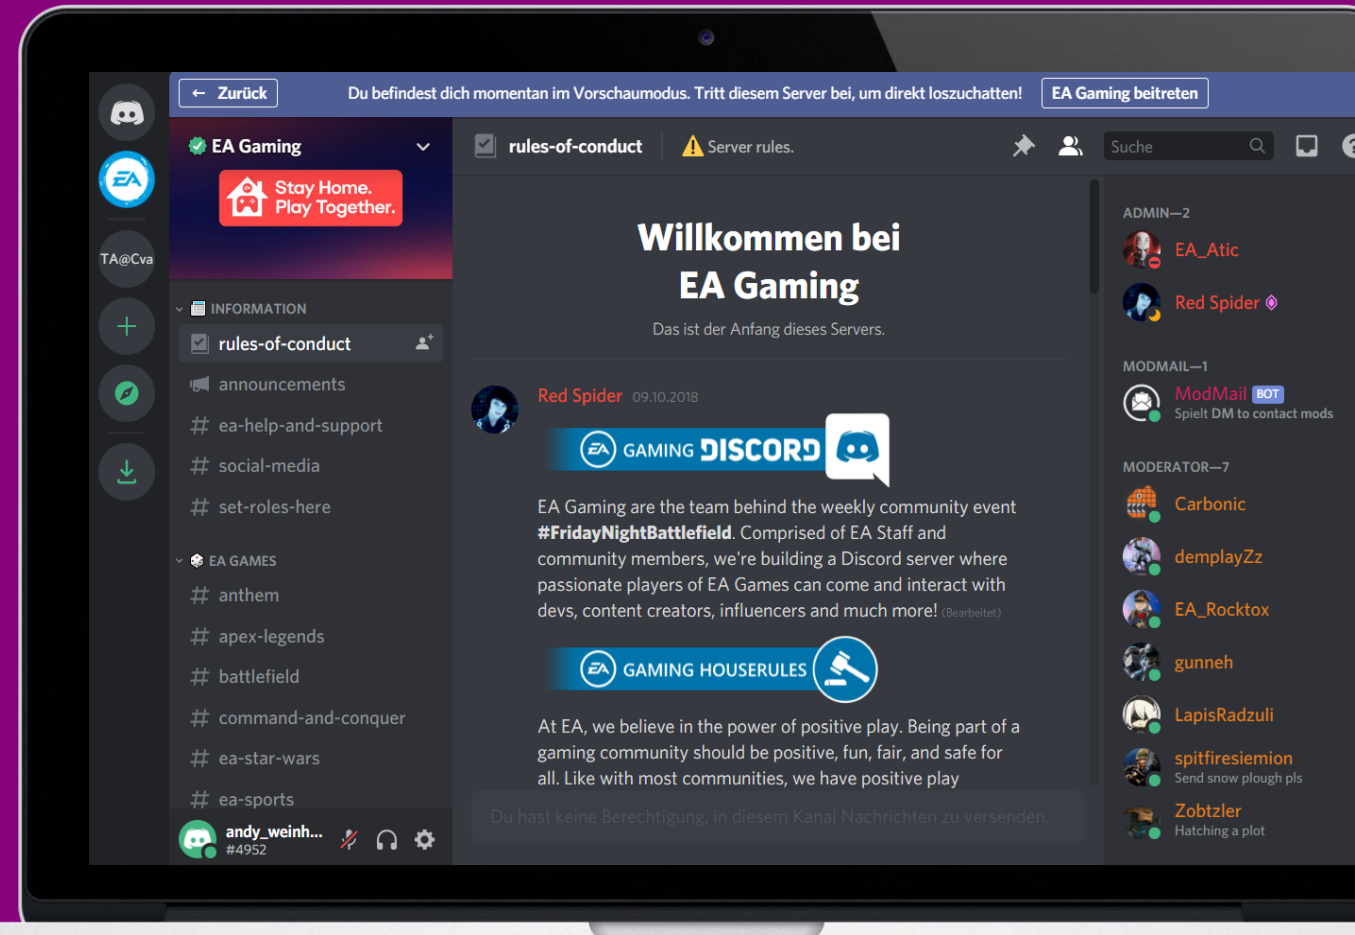 ← Zurück
Du befindest dich momentan im Vorschaumodus. Tritt diesem Server bei, um direkt loszuchatten!
EA Gaming beitreten
EA
TA@Cva
EA Gaming
Stay Home.
Play Together.
INFORMATION
rules-of-conduct
announcements
# ea-help-and-support
# social-media
# set-roles-here
EA GAMES
# anthem
# apex-legends
# battlefield
# command-and-conquer
# ea-star-wars
# ea-sports
andy_weinh...
#4952
rules-of-conduct
Server rules.
Suche
Willkommen bei
EA Gaming
Das ist der Anfang dieses Servers.
Red Spider 09.10.2018
EA GAMING DISCORD
EA Gaming are the team behind the weekly community event
#FridayNightBattlefield. Comprised of EA Staff and
community members, we're building a Discord server where
passionate players of EA Games can come and interact with
devs, content creators, influencers and much more! (Bearbeitet)
EA GAMING HOUSERULES
At EA, we believe in the power of positive play. Being part of a
gaming community should be positive, fun, fair, and safe for
all. Like with most communities, we have positive play
Du hast keine Berechtigung, in diesem Kanal Nachrichten zu versenden.
ADMIN—2
EA_Atic
Red Spider
MODMAIL—1
ModMail BOT
Spielt DM to contact mods
MODERATOR—7
Carbonic
demplayZz
EA_Rocktox
gunneh
LapisRadzuli
spitfiresiemion
Send snow plough pls
Zobtzler
Hatching a plot